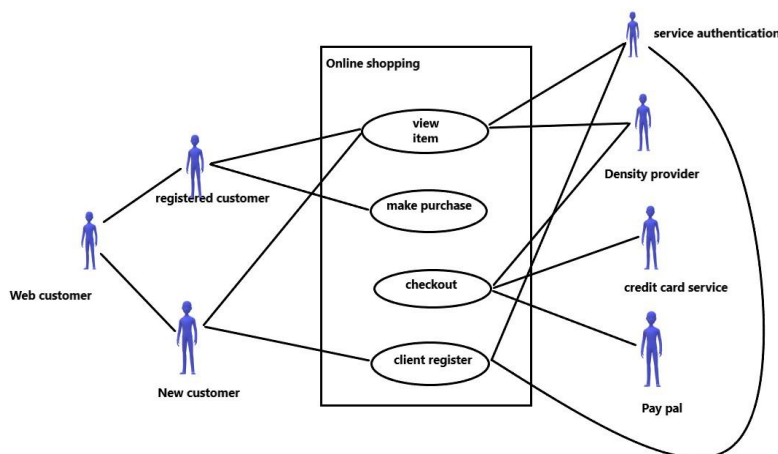 service authentication
Online shopping
view
item
Density provider
registered customer
make purchase
Web customer
checkout
credit card service
client register
New customer
Pay pal